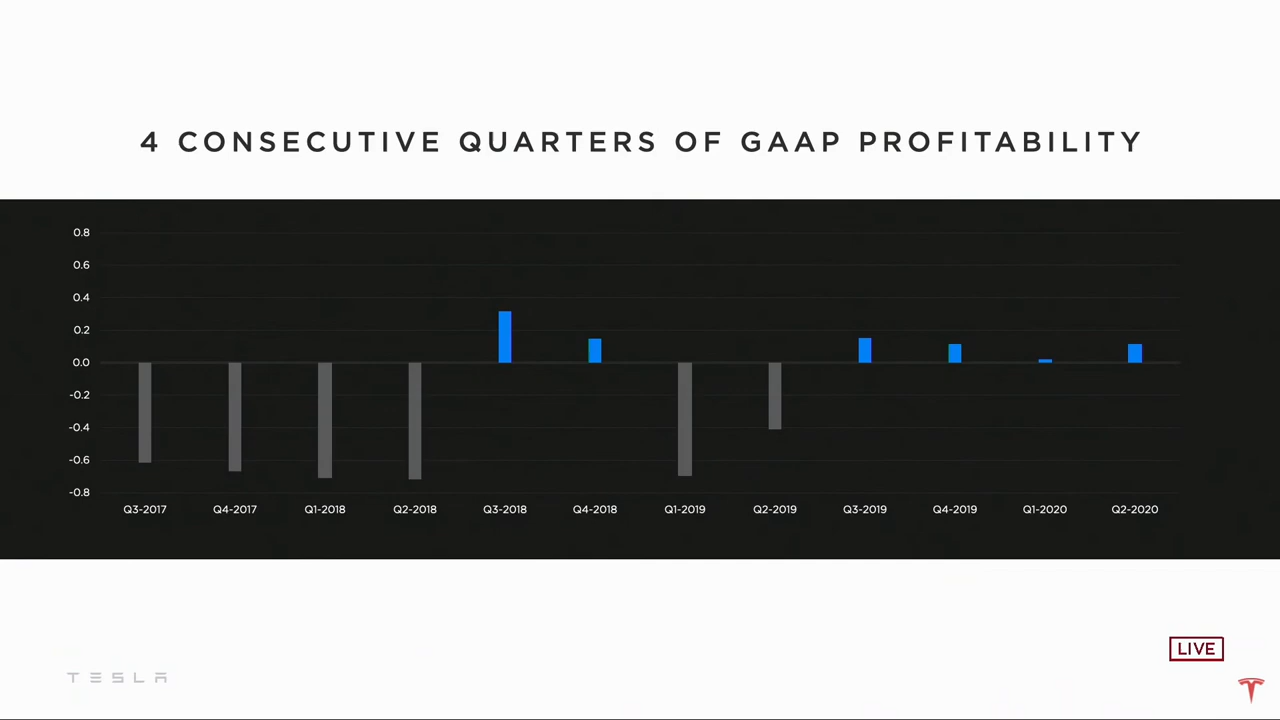 4 CONSECUTIVE QUARTERS OF GAAP PROFITABILITY
0.8
0.6
0.4
0.2
0.0
-0.2
-0.4
-0.6
-0.8
Q3-2017 Q4-2017 Q1-2018 Q2-2018 Q3-2018 Q4-2018 Q1-2019 Q2-2019 Q3-2019 Q4-2019 Q1-2020 Q2-2020
LIVE
TESLA